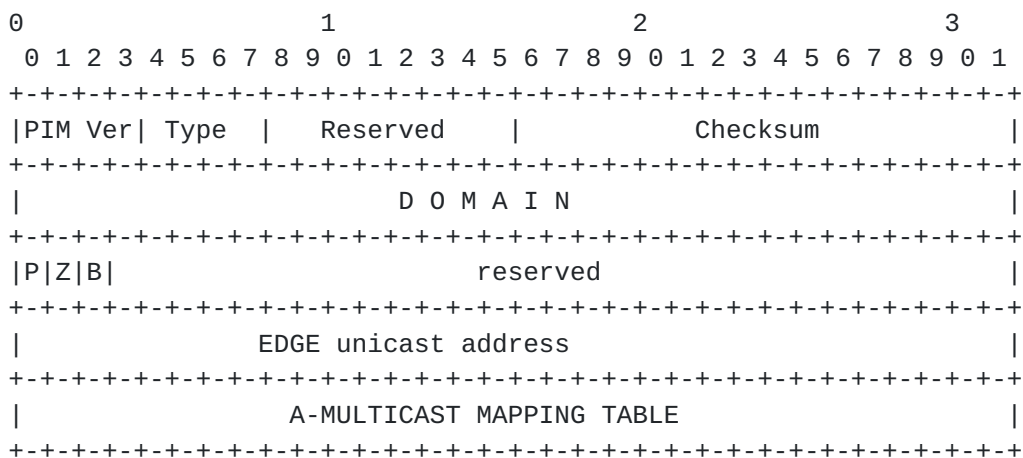 0                   1                   2                   3
 0 1 2 3 4 5 6 7 8 9 0 1 2 3 4 5 6 7 8 9 0 1 2 3 4 5 6 7 8 9 0 1
+-+-+-+-+-+-+-+-+-+-+-+-+-+-+-+-+-+-+-+-+-+-+-+-+-+-+-+-+-+-+-+-+
|PIM Ver| Type  |   Reserved    |           Checksum            |
+-+-+-+-+-+-+-+-+-+-+-+-+-+-+-+-+-+-+-+-+-+-+-+-+-+-+-+-+-+-+-+-+
|                        D O M A I N                            |
+-+-+-+-+-+-+-+-+-+-+-+-+-+-+-+-+-+-+-+-+-+-+-+-+-+-+-+-+-+-+-+-+
|P|Z|B|                       reserved                          |
+-+-+-+-+-+-+-+-+-+-+-+-+-+-+-+-+-+-+-+-+-+-+-+-+-+-+-+-+-+-+-+-+
|               EDGE unicast address                            |
+-+-+-+-+-+-+-+-+-+-+-+-+-+-+-+-+-+-+-+-+-+-+-+-+-+-+-+-+-+-+-+-+
|                 A-MULTICAST MAPPING TABLE                     |
+-+-+-+-+-+-+-+-+-+-+-+-+-+-+-+-+-+-+-+-+-+-+-+-+-+-+-+-+-+-+-+-+